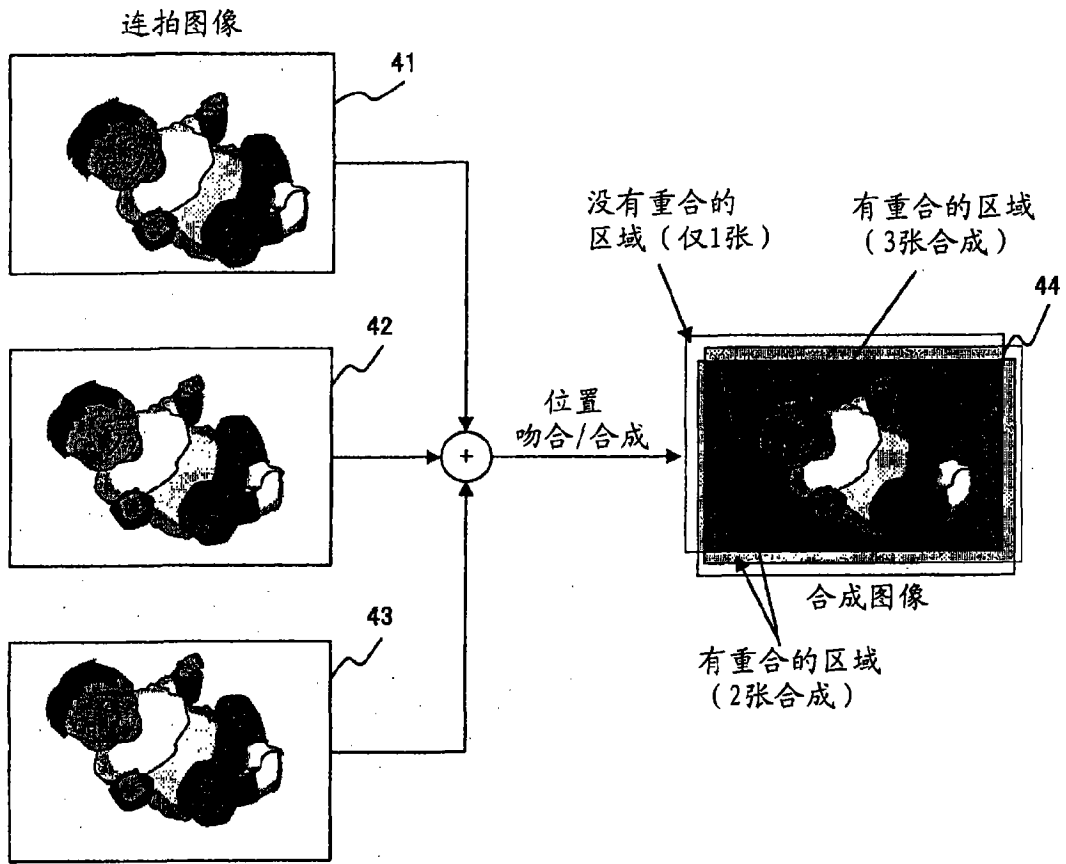 连拍图像
41
没有重合的
区域（仅1张）
有重合的区域
（3张合成）
44
42
位置
吻合/合成
+
合成图像
43
有重合的区域
（2张合成）